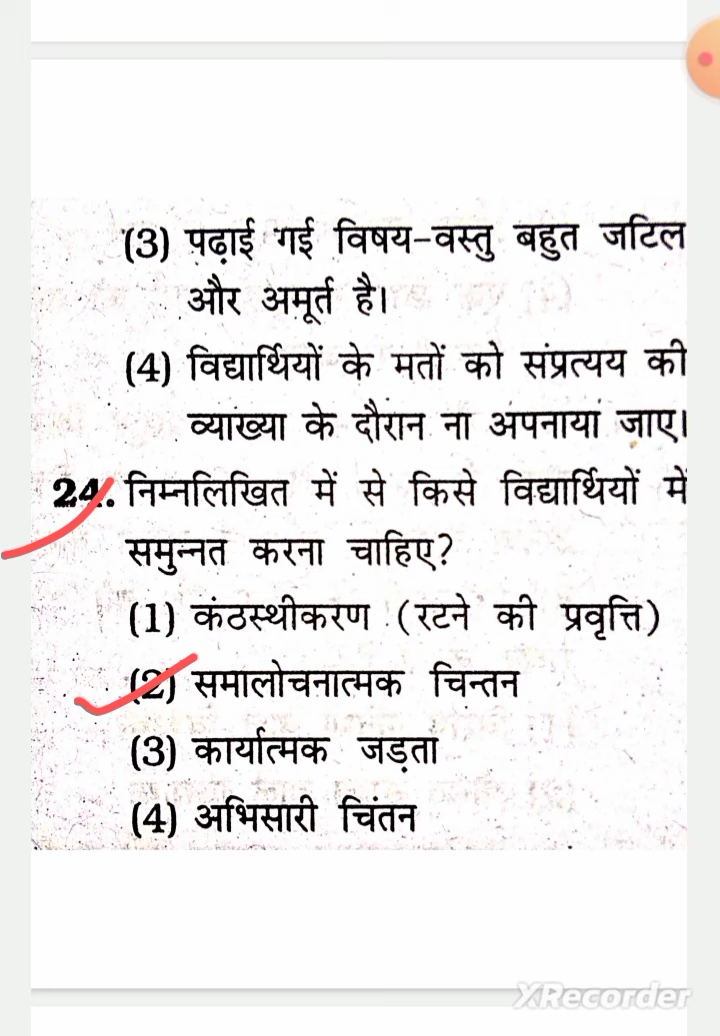 (3) पढ़ाई गई विषय-वस्तु बहुत जटिल
और अमूर्त है।
(4) विद्यार्थियों के मतों को संप्रत्यय की
व्याख्या के दौरान ना अपनाया जाए।
24. निम्नलिखित में से किसे विद्यार्थियों में
समुन्नत करना चाहिए?
(1) कंठस्थीकरण (रटने की प्रवृत्ति)
(2) समालोचनात्मक चिन्तन
(3) कार्यात्मक जड़ता
(4) अभिसारी चिंतन
XRecorder